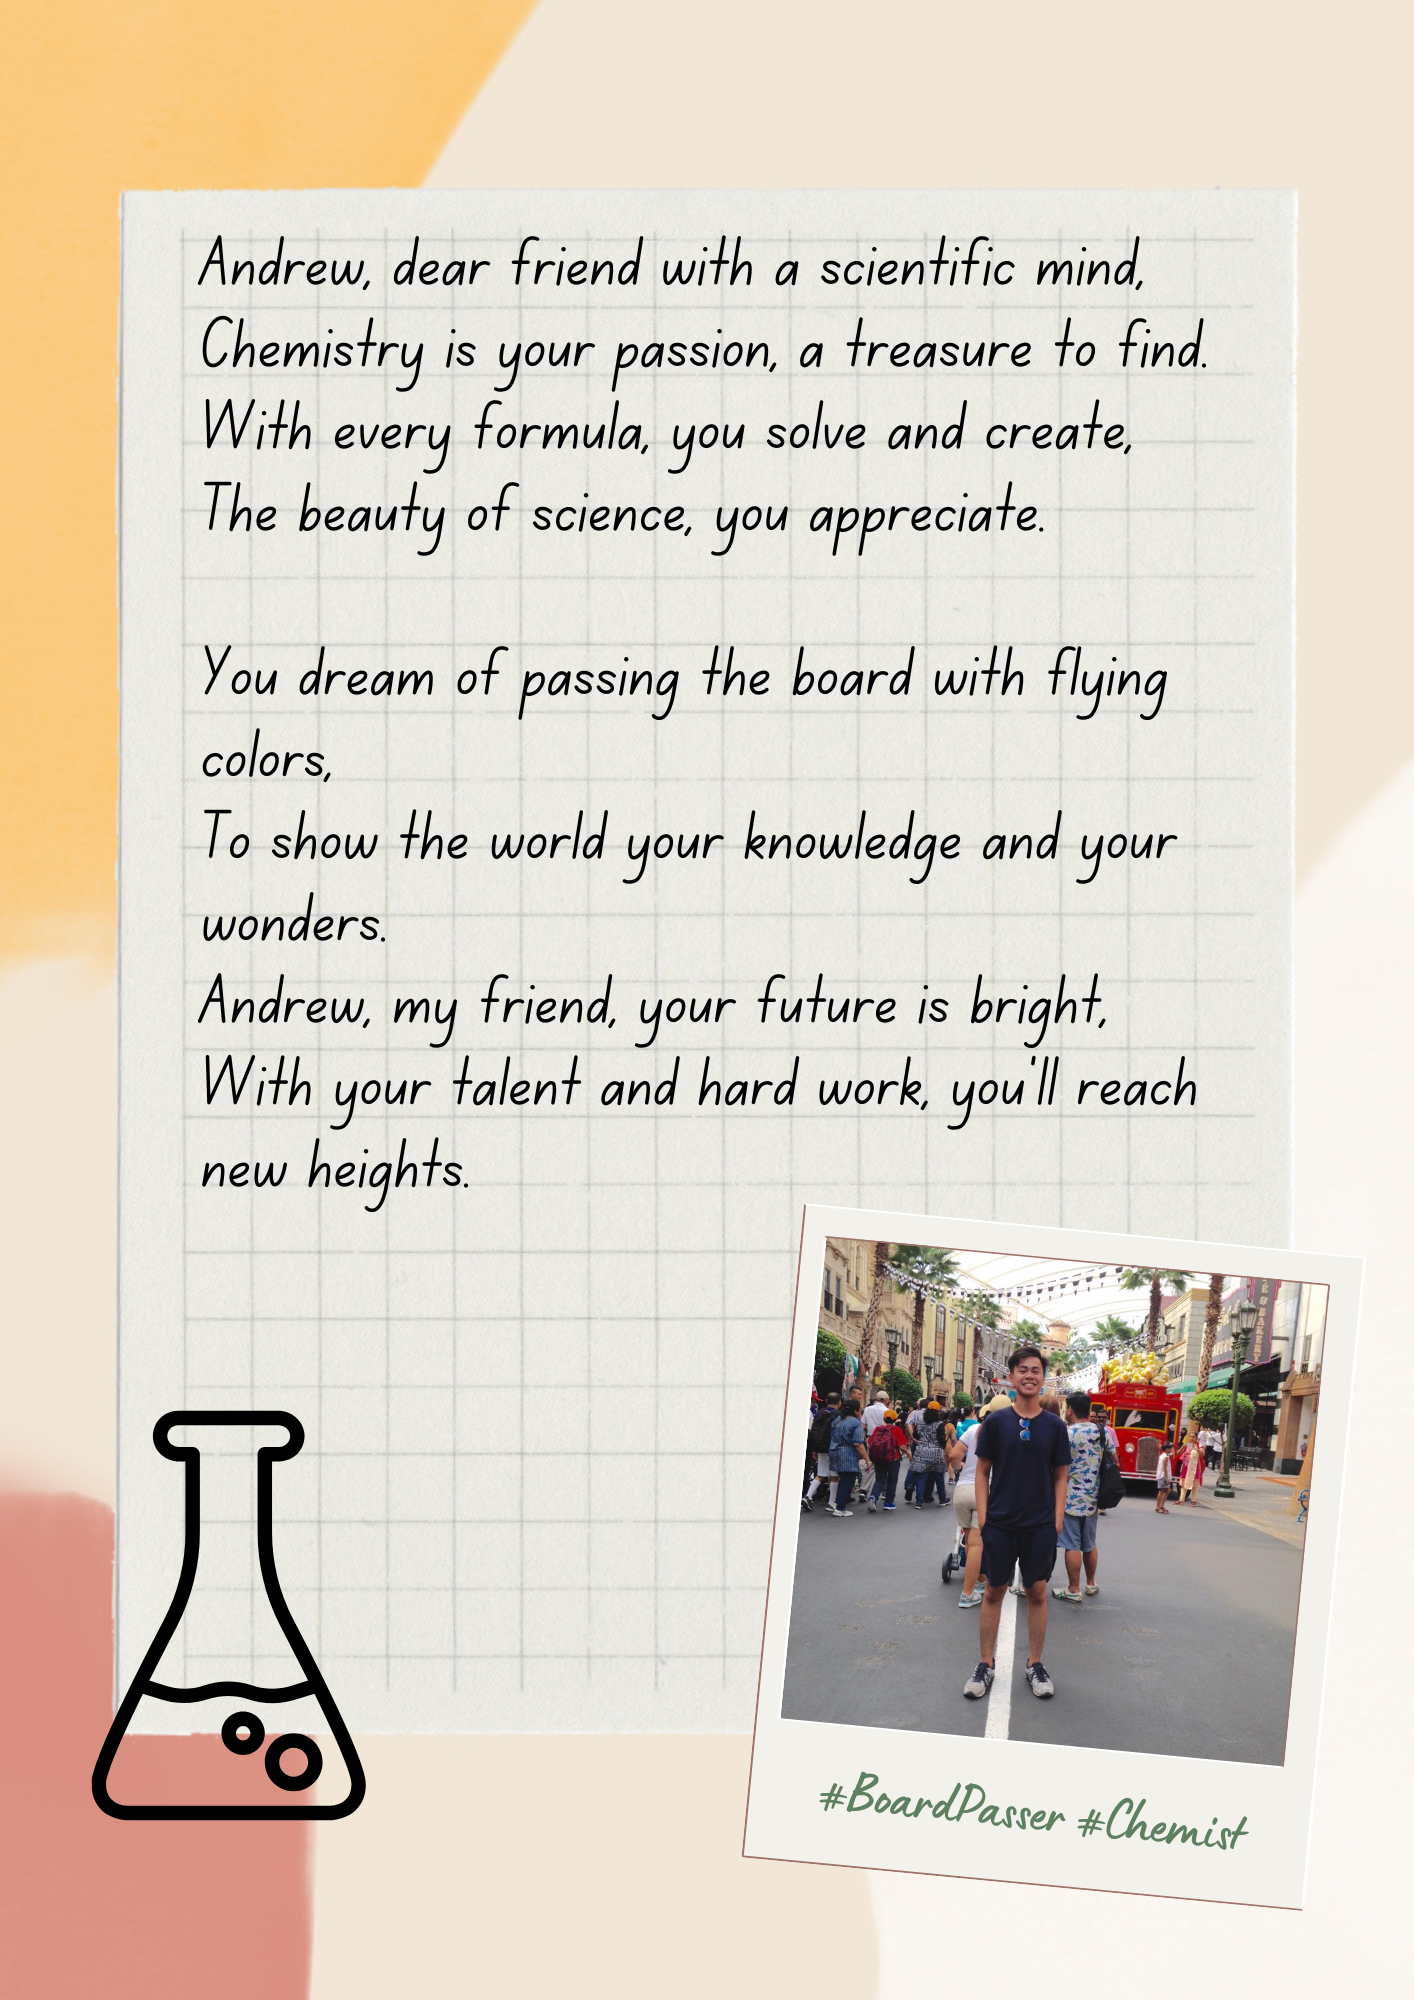 Andrew, dear friend with a scientific mind,
Chemistry is your passion, a treasure to find.
With every formula, you solve and create,
The beauty of science, you appreciate.
You dream of passing the board with flying
colors,
To show the world your knowledge and your
wonders.
Andrew, my friend, your future is bright,
With your talent and hard work, you'll reach
new heights.
#BoardPasser #Chemist